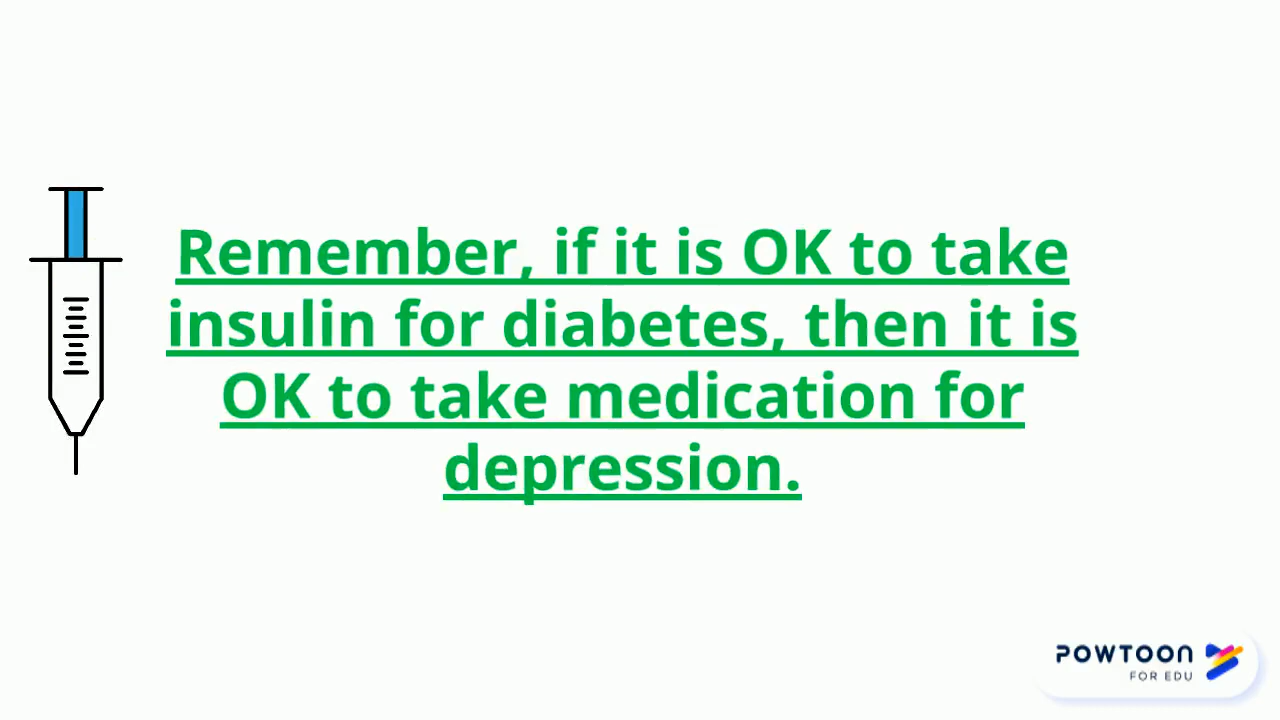 Remember, if it is OK to take
insulin for diabetes, then it is
OK to take medication for
depression.
POWTOON
FOR EDU